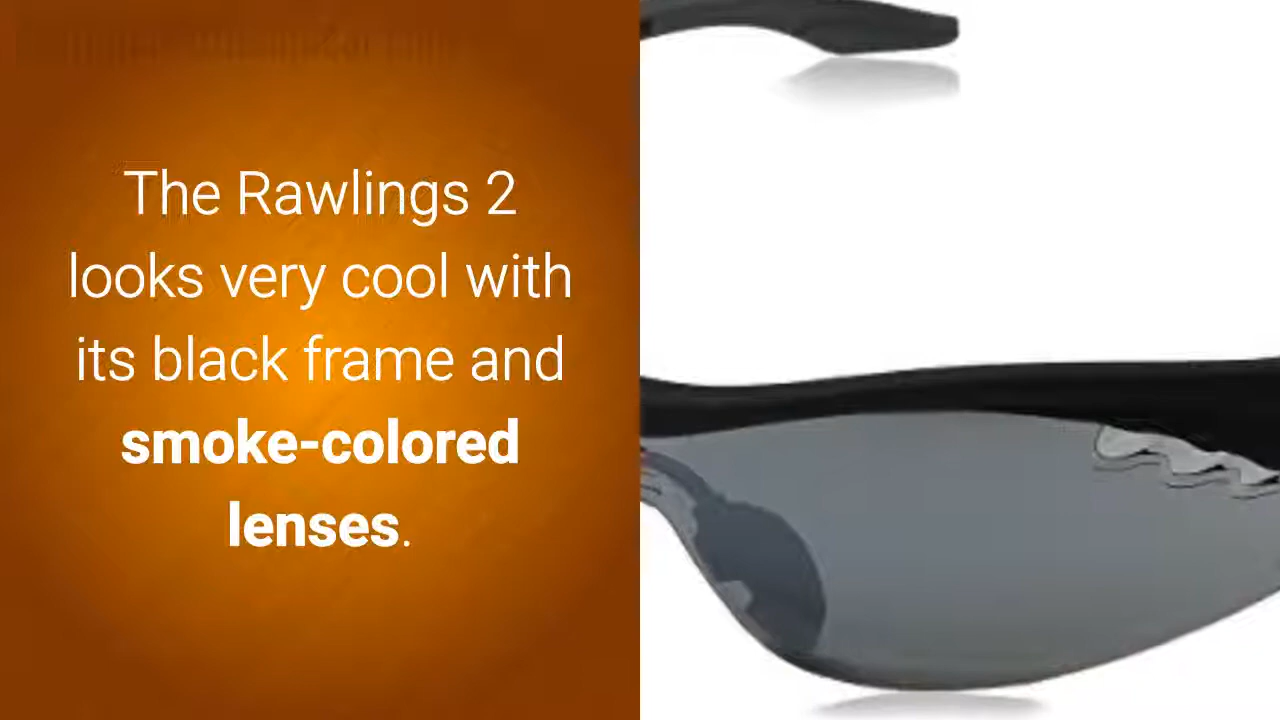 The Rawlings 2
looks very cool with
its black frame and
smoke-colored
lenses.